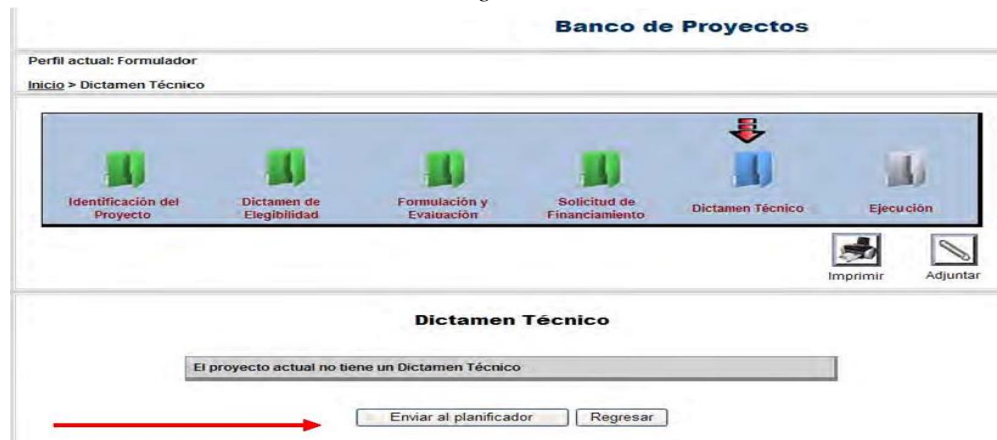 Banco de Proyectos
Perfil actual: Formulador
Inicio > Dictamen Técnico
Identificación del Proyecto
Dictamen de Elegibilidad
Formulación y Evaluación
Solicitud de Financiamiento
Dictamen Técnico
Ejecución
Imprimir
Adjuntar
Dictamen Técnico
El proyecto actual no tiene un Dictamen Técnico
Enviar al planificador
Regresar